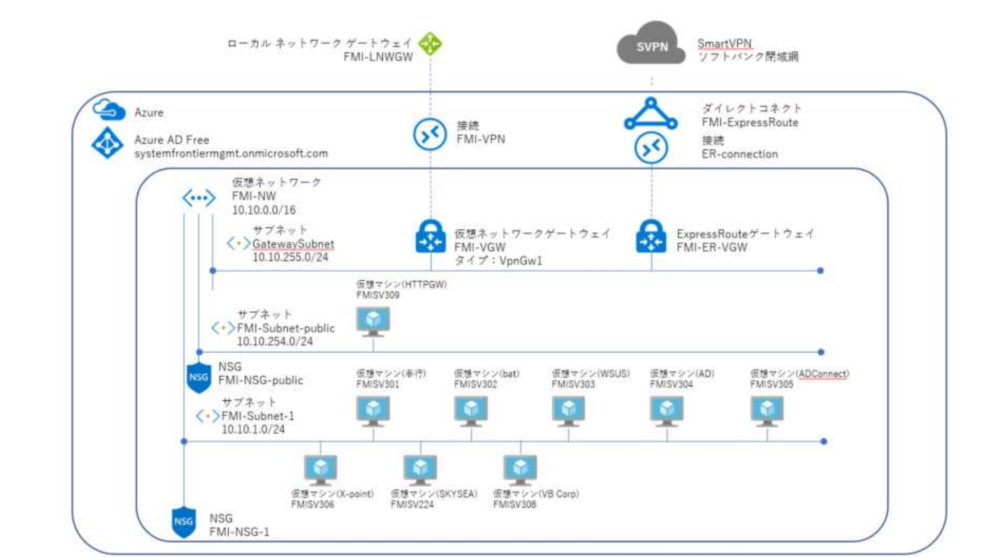 ローカル ネットワーク ゲートウェイ
FMI-LNWGW
SVPN
SmartVPN
ソフトバンク閉域網
Azure
Azure AD Free
systemfrontiermgmt.onmicrosoft.com
接続
FMI-VPN
ダイレクトコネクト
FMI-ExpressRoute
接続
ER-connection
仮想ネットワーク
FMI-NW
10.10.0.0/16
サブネット
GatewaySubnet
10.10.255.0/24
仮想ネットワークゲートウェイ
FMI-VGW
タイプ：VpnGw1
ExpressRouteゲートウェイ
FMI-ER-VGW
仮想マシン(HTTPGW)
FMISV309
サブネット
FMI-Subnet-public
10.10.254.0/24
NSG
NSG
FMI-NSG-public
仮想マシン(奉行)
FMISV301
仮想マシン(bat)
FMISV302
仮想マシン(WSUS)
FMISV303
仮想マシン(AD)
FMISV304
仮想マシン(ADConnect)
FMISV305
サブネット
FMI-Subnet-1
10.10.1.0/24
仮想マシン(X-point)
FMISV306
仮想マシン(SKYSEA)
FMISV224
仮想マシン(VB Corp)
FMISV308
NSG
NSG
FMI-NSG-1